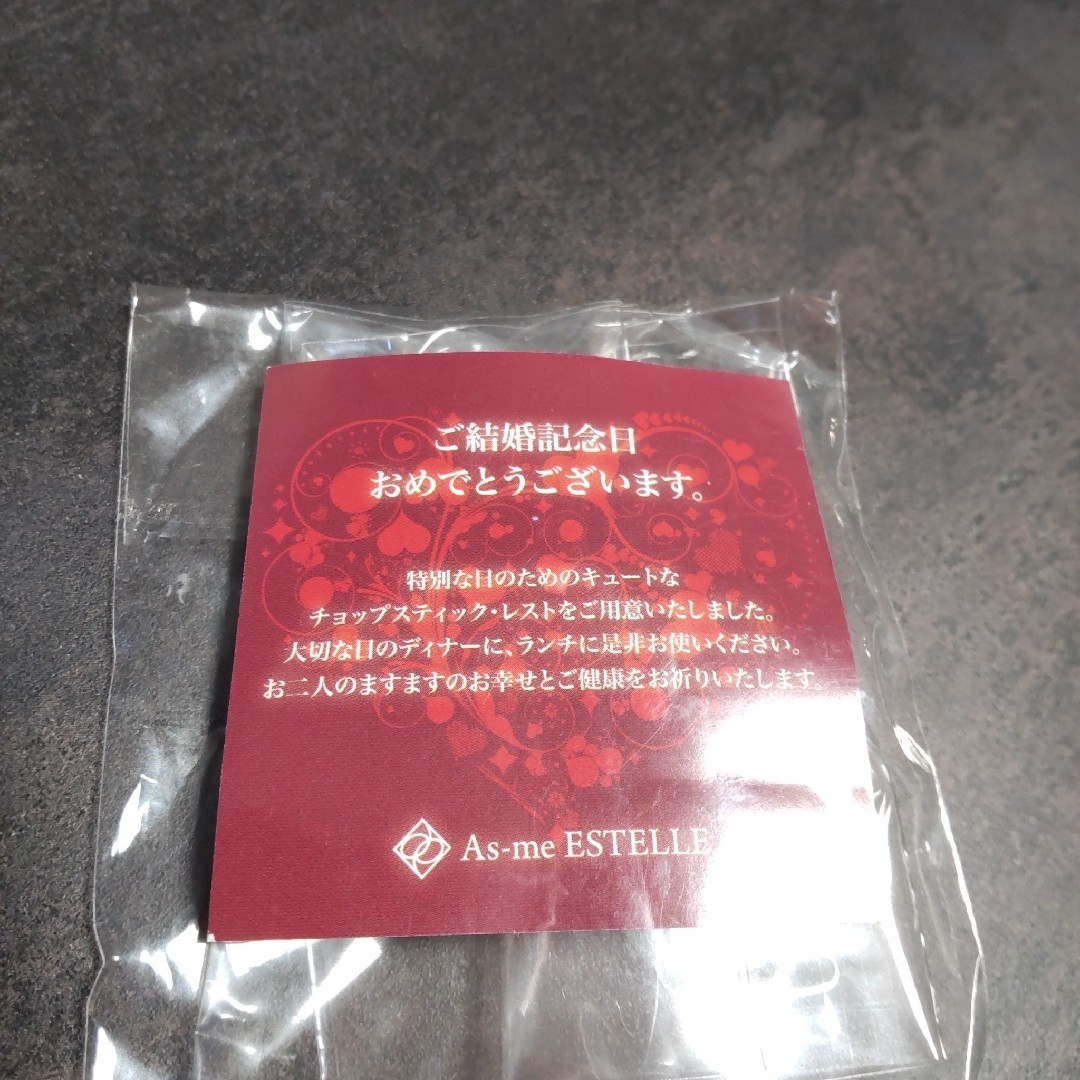 ご結婚記念日
おめでとうございます。
特別な日のためのキュートな
チョップスティック・レストをご用意いたしました。
大切な日のディナーに、ランチに是非お使いください。
お二人のますますのお幸せとご健康をお祈りいたします。
As-me ESTELLE